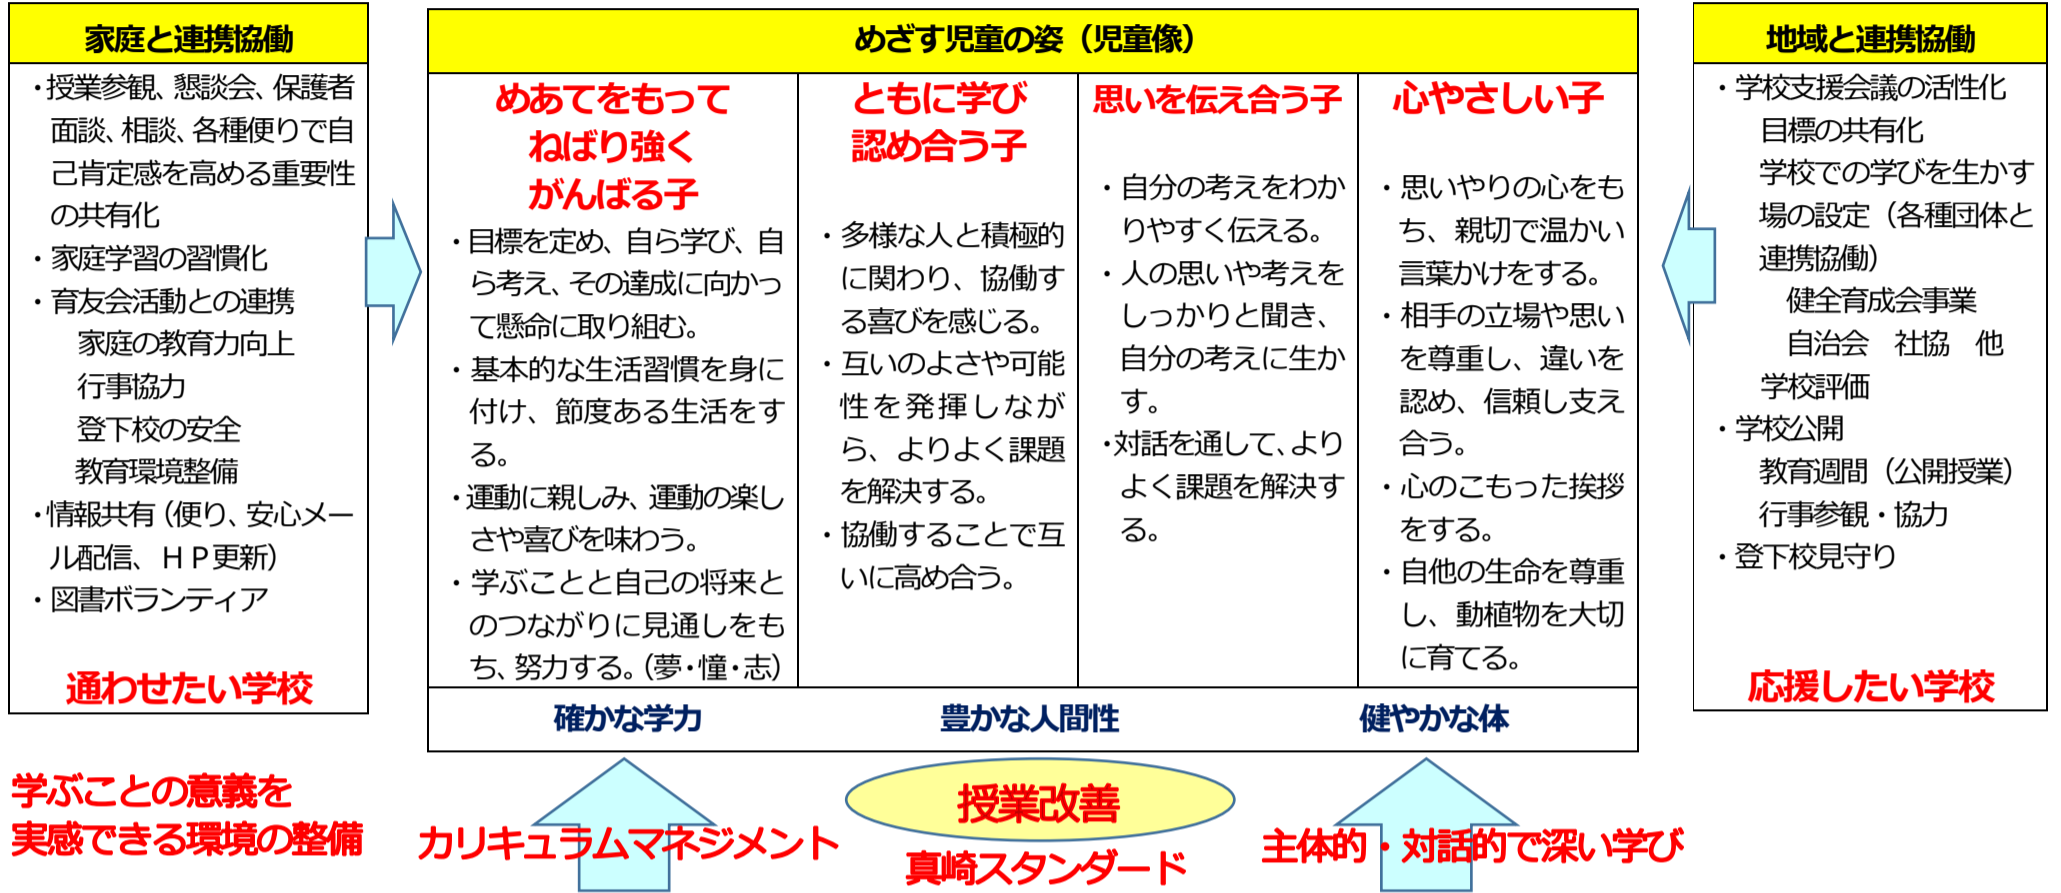 家庭と連携協働
・授業参観、懇談会、保護者
面談、相談、各種便りで自
己肯定感を高める重要性
の共有化
・家庭学習の習慣化
・育友会活動との連携
家庭の教育力向上
行事協力
登下校の安全
教育環境整備
・情報共有（便り、安心メー
ル配信、ＨＰ更新）
・図書ボランティア
通わせたい学校
めざす児童の姿（児童像）
めあてをもって
ねばり強く
がんばる子
・目標を定め、自ら学び、自
ら考え、その達成に向かっ
て懸命に取り組む。
・基本的な生活習慣を身に
付け、節度ある生活をす
る。
・運動に親しみ、運動の楽し
さや喜びを味わう。
・学ぶことと自己の将来と
のつながりに見通しをも
ち、努力する。（夢・憧・志）
ともに学び
認め合う子
・多様な人と積極的
に関わり、協働す
る喜びを感じる。
・互いのよさや可能
性を発揮しなが
ら、よりよく課題
を解決する。
・協働することで互
いに高め合う。
思いを伝え合う子
・自分の考えをわか
りやすく伝える。
・人の思いや考えを
しっかりと聞き、
自分の考えに生か
す。
・対話を通して、より
よく課題を解決す
る。
心やさしい子
・思いやりの心をも
ち、親切で温かい
言葉かけをする。
・相手の立場や思い
を尊重し、違いを
認め、信頼し支え
合う。
・心のこもった挨拶
をする。
・自他の生命を尊重
し、動植物を大切
に育てる。
確かな学力 豊かな人間性 健やかな体
地域と連携協働
・学校支援会議の活性化
目標の共有化
学校での学びを生かす
場の設定（各種団体と
連携協働）
健全育成会事業
自治会　社協　他
学校評価
・学校公開
教育週間（公開授業）
行事参観・協力
・登下校見守り
応援したい学校
学ぶことの意義を
実感できる環境の整備
カリキュラムマネジメント
授業改善
真崎スタンダード
主体的・対話的で深い学び